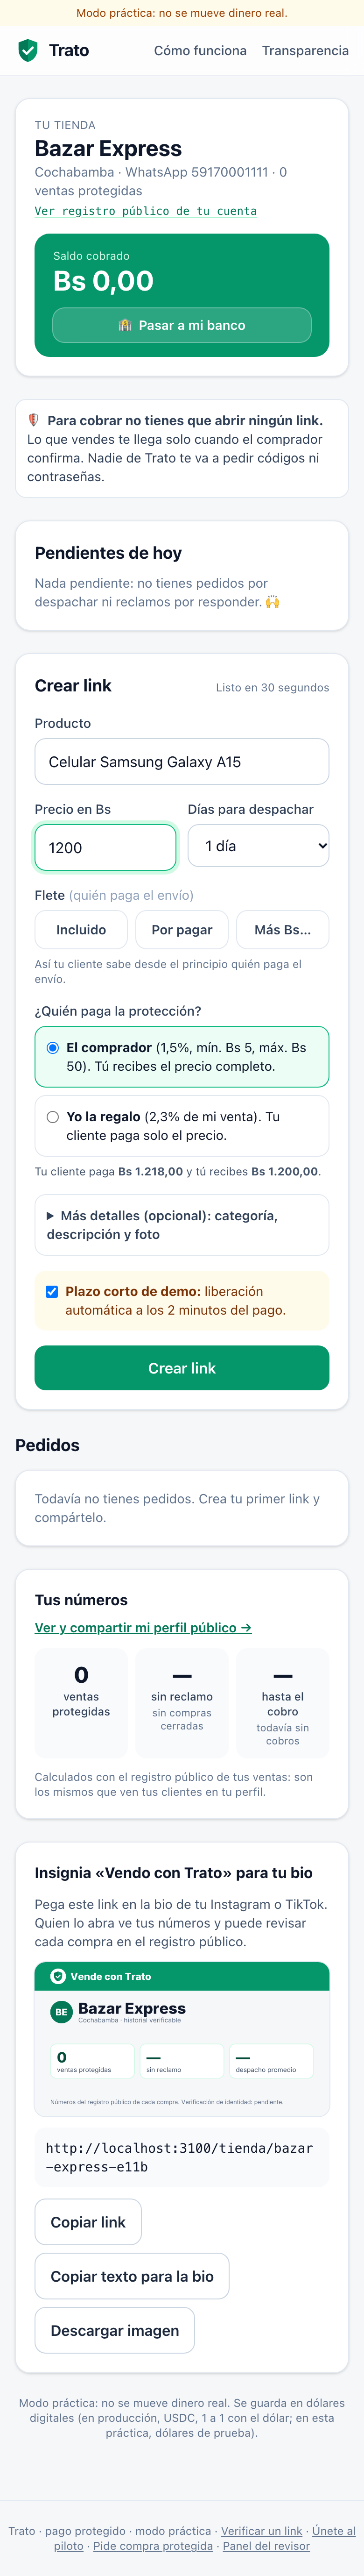 Modo práctica: no se mueve dinero real.
Trato
Cómo funciona
Transparencia
TU TIENDA
Bazar Express
Cochabamba · WhatsApp 59170001111 · 0
ventas protegidas
Ver registro público de tu cuenta
Saldo cobrado
Bs 0,00
Pasar a mi banco
Para cobrar no tienes que abrir ningún link.
Lo que vendes te llega solo cuando el comprador
confirma. Nadie de Trato te va a pedir códigos ni
contraseñas.
Pendientes de hoy
Nada pendiente: no tienes pedidos por
despachar ni reclamos por responder. 🙌
Crear link
Listo en 30 segundos
Producto
Celular Samsung Galaxy A15
Precio en Bs
Días para despachar
1200
1 día
Flete (quién paga el envío)
Incluido
Por pagar
Más Bs...
Así tu cliente sabe desde el principio quién paga el
envío.
¿Quién paga la protección?
El comprador (1,5%, mín. Bs 5, máx. Bs
50). Tú recibes el precio completo.
Yo la regalo (2,3% de mi venta). Tu
cliente paga solo el precio.
Tu cliente paga Bs 1.218,00 y tú recibes Bs 1.200,00.
▶ Más detalles (opcional): categoría,
descripción y foto
Plazo corto de demo: liberación
automática a los 2 minutos del pago.
Crear link
Pedidos
Todavía no tienes pedidos. Crea tu primer link y
compártelo.
Tus números
Ver y compartir mi perfil público →
0
ventas
protegidas
—
sin reclamo
sin compras
cerradas
—
hasta el
cobro
todavía sin
cobros
Calculados con el registro público de tus ventas: son
los mismos que ven tus clientes en tu perfil.
Insignia «Vendo con Trato» para tu bio
Pega este link en la bio de tu Instagram o TikTok.
Quien lo abra ve tus números y puede revisar
cada compra en el registro público.
Vende con Trato
BE
Bazar Express
Cochabamba · historial verificable
0
ventas protegidas
—
sin reclamo
—
despacho promedio
Números del registro público de cada compra. Verificación de identidad: pendiente.
http://localhost:3100/tienda/bazar
-express-e11b
Copiar link
Copiar texto para la bio
Descargar imagen
Modo práctica: no se mueve dinero real. Se guarda en dólares
digitales (en producción, USDC, 1 a 1 con el dólar; en esta
práctica, dólares de prueba).
Trato · pago protegido · modo práctica · Verificar un link · Únete al
piloto · Pide compra protegida · Panel del revisor